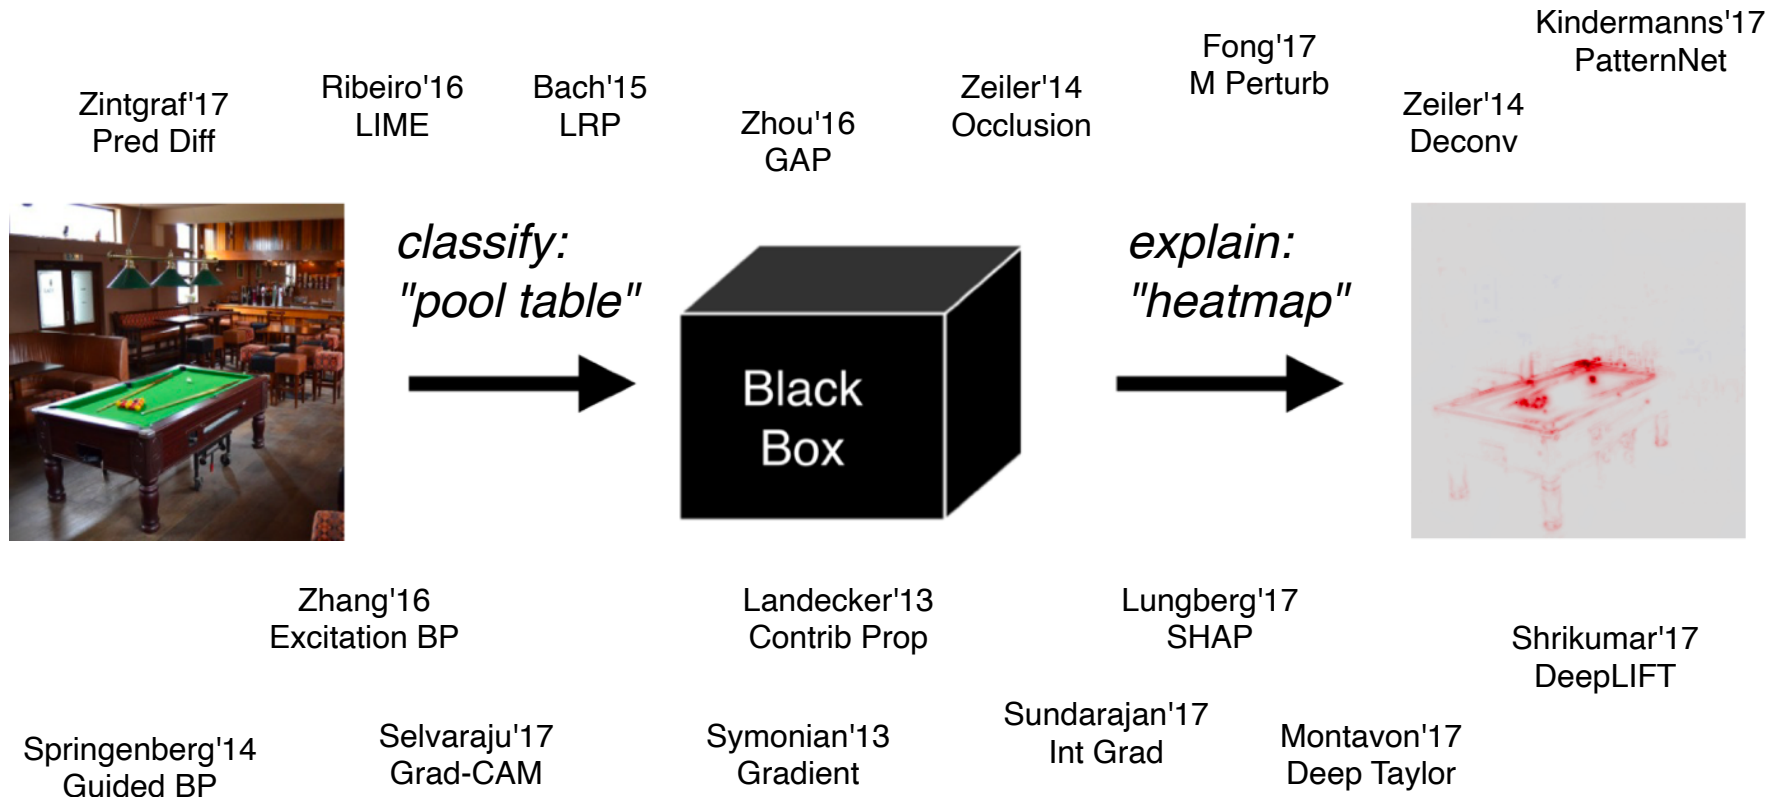 Kindermanns'17
PatternNet
Fong'17
M Perturb
Zintgraf'17
Pred Diff
Ribeiro'16
LIME
Bach'15
LRP
Zhou'16
GAP
Zeiler'14
Occlusion
Zeiler'14
Deconv
classify:
"pool table"
Black
Box
explain:
"heatmap"
Zhang'16
Excitation BP
Landecker'13
Contrib Prop
Lungberg'17
SHAP
Shrikumar'17
DeepLIFT
Springenberg'14
Guided BP
Selvaraju'17
Grad-CAM
Symonian'13
Gradient
Sundarajan'17
Int Grad
Montavon'17
Deep Taylor